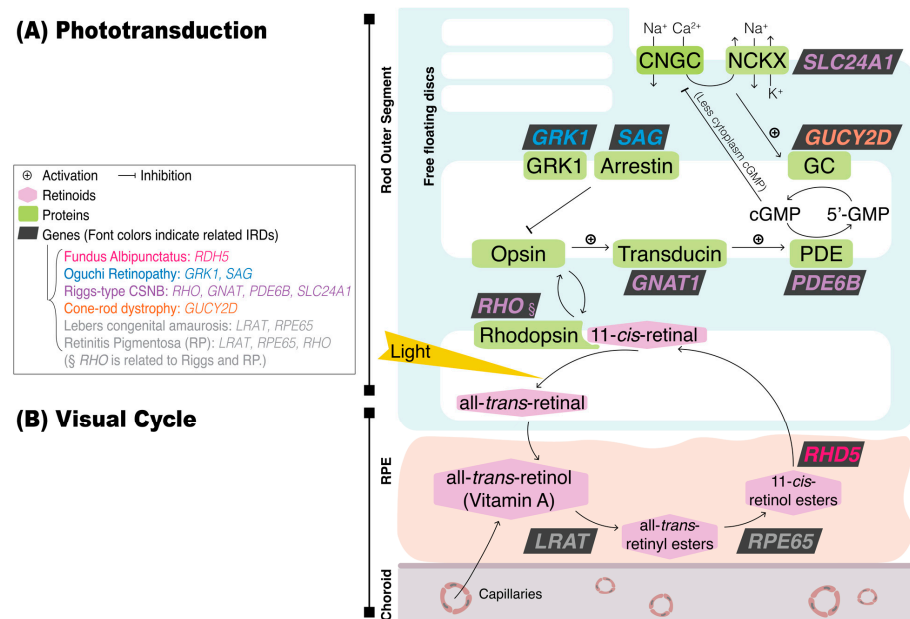 (A) Phototransduction
⊕ Activation ⊢ Inhibition
Retinoids
Proteins
Genes (Font colors indicate related IRDs)
Fundus Albipunctatus: RDH5
Oguchi Retinopathy: GRK1, SAG
Riggs-type CSNB: RHO, GNAT, PDE6B, SLC24A1
Cone-rod dystrophy: GUCY2D
Lebers congenital amaurosis: LRAT, RPE65
Retinitis Pigmentosa (RP): LRAT, RPE65, RHO
(§ RHO is related to Riggs and RP.)
(B) Visual Cycle
Rod Outer Segment
Free floating discs
RPE
Choroid
Na⁺ Ca²⁺
Na⁺
CNGC
NCKX
SLC24A1
K⁺
(Less cytoplasm cGMP)
⊕
GRK1
SAG
GUCY2D
GRK1
Arrestin
GC
cGMP
5’-GMP
Opsin
⊕
Transducin
⊕
PDE
GNAT1
PDE6B
RHO §
Rhodopsin
11-cis-retinal
Light
all-trans-retinal
RHD5
all-trans-retinol
(Vitamin A)
11-cis-
retinol esters
LRAT
all-trans-
retinyl esters
RPE65
Capillaries